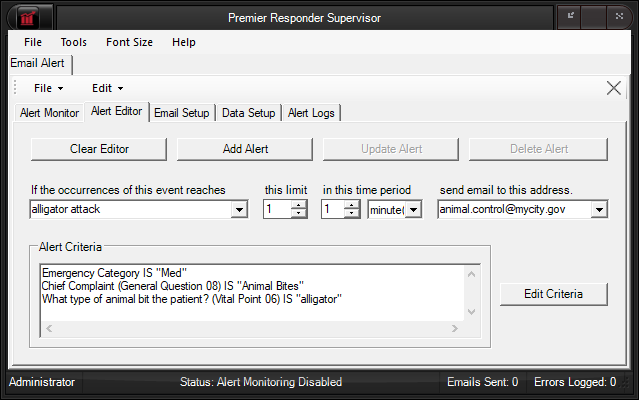 Premier Responder Supervisor
File Tools Font Size Help
Email Alert
File Edit
Alert Monitor Alert Editor Email Setup Data Setup Alert Logs
Clear Editor Add Alert Update Alert Delete Alert
If the occurrences of this event reaches this limit in this time period send email to this address.
alligator attack 1 1 minute( animal.control@mycity.gov
Alert Criteria
Emergency Category IS "Med"
Chief Complaint (General Question 08) IS "Animal Bites"
What type of animal bit the patient? (Vital Point 06) IS "alligator"
Edit Criteria
Administrator Status: Alert Monitoring Disabled Emails Sent: 0 Errors Logged: 0